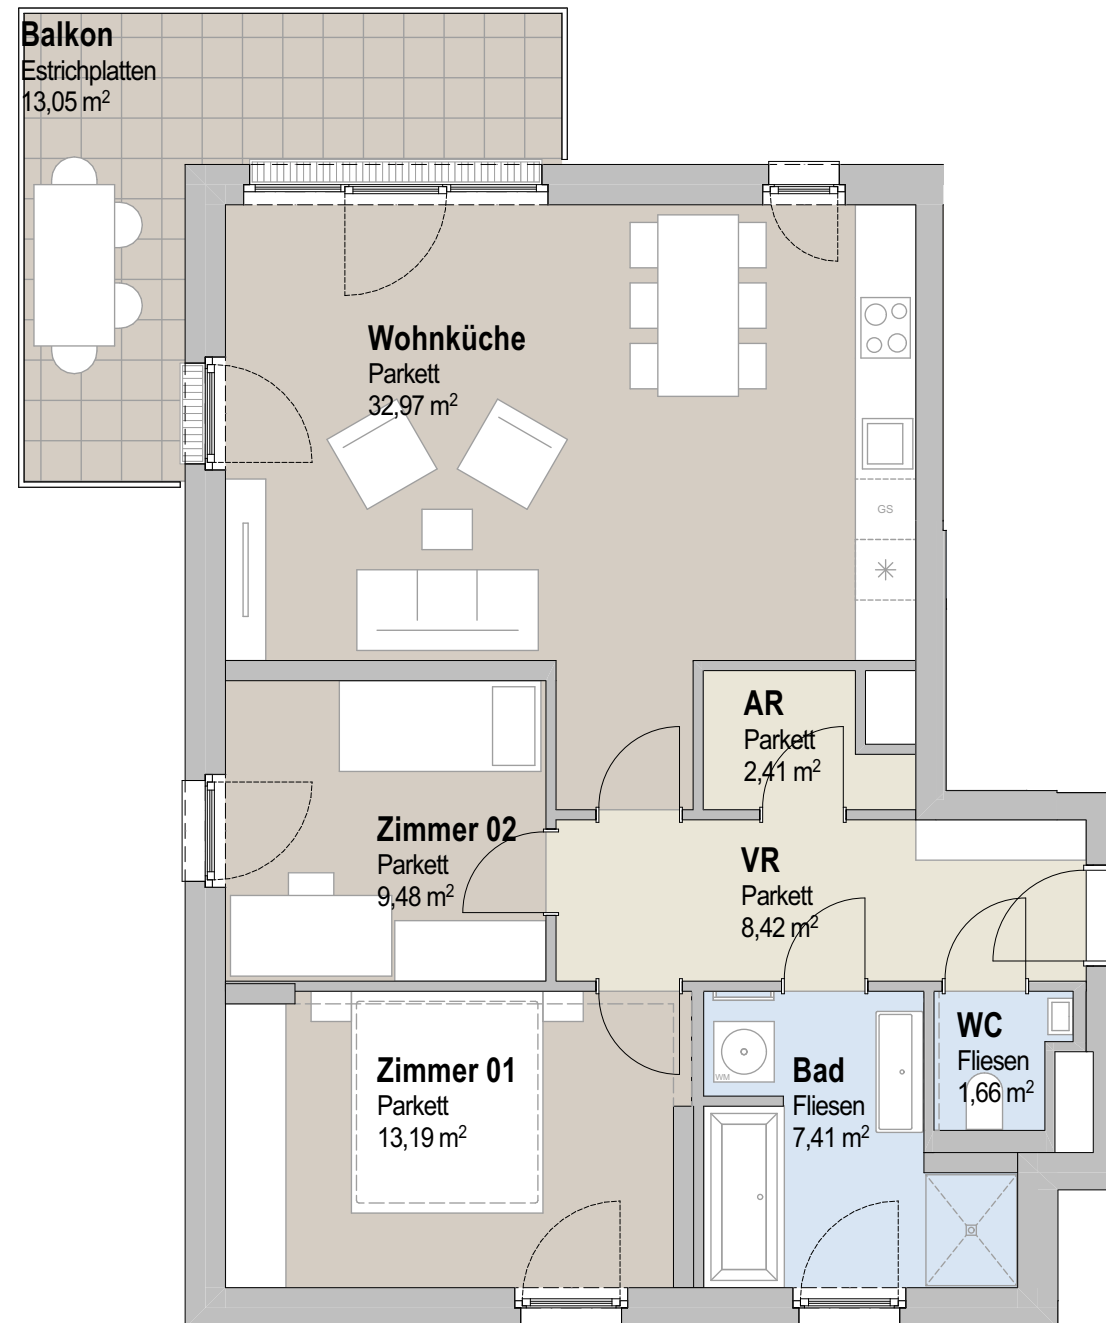 Balkon
Estrichplatten
13,05 m²
Wohnküche
Parkett
32,97 m²
GS
AR
Parkett
2,41 m²
Zimmer 02
Parkett
9,48 m²
VR
Parkett
8,42 m²
Zimmer 01
Parkett
13,19 m²
WM
Bad
Fliesen
7,41 m²
WC
Fliesen
1,66 m²